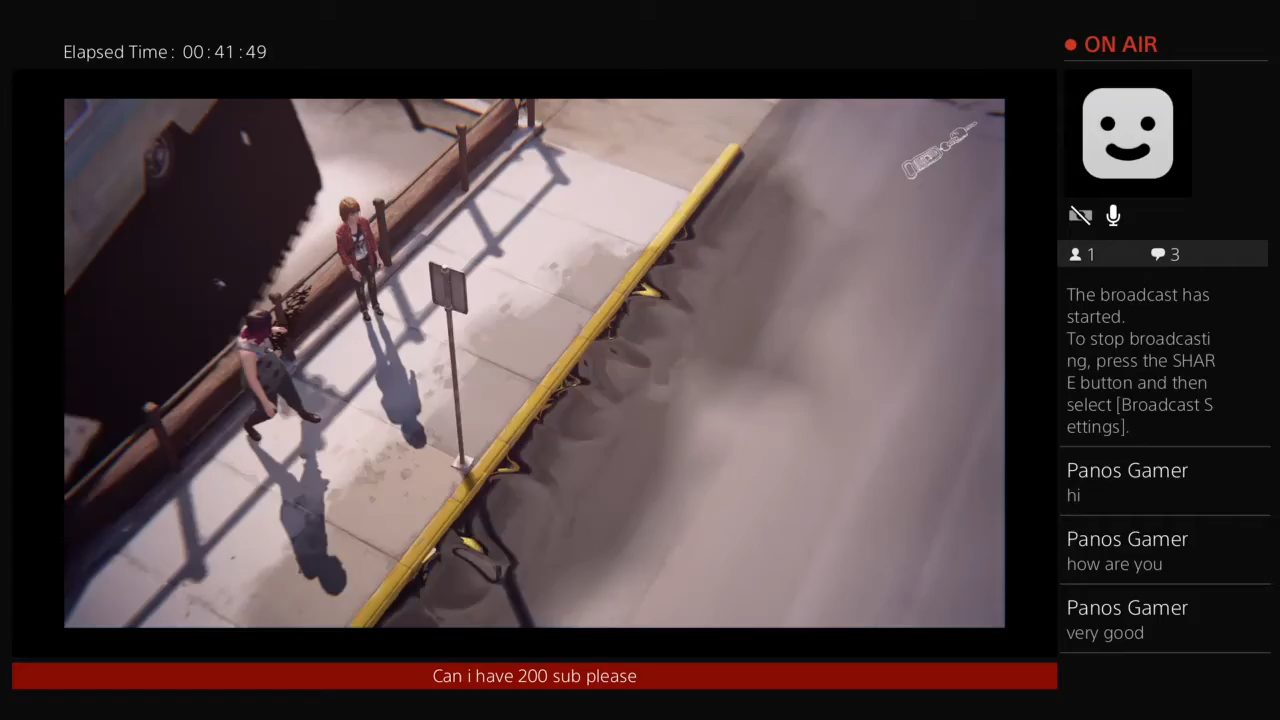 Elapsed Time: 00:41:49
ON AIR
1
3
The broadcast has
started.
To stop broadcasti
ng, press the SHAR
E button and then
select [Broadcast S
ettings].
Panos Gamer
hi
Panos Gamer
how are you
Panos Gamer
very good
Can i have 200 sub please